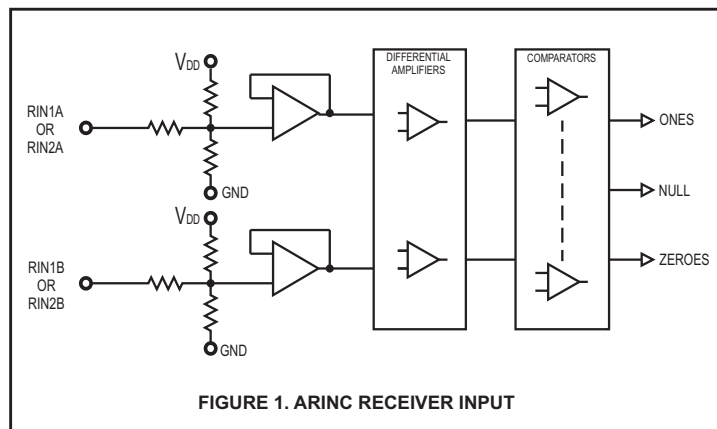 DIFFERENTIAL
AMPLIFIERS
COMPARATORS
VDD
RIN1A
OR
RIN2A
GND
ONES
NULL
ZEROES
VDD
RIN1B
OR
RIN2B
GND
FIGURE 1. ARINC RECEIVER INPUT